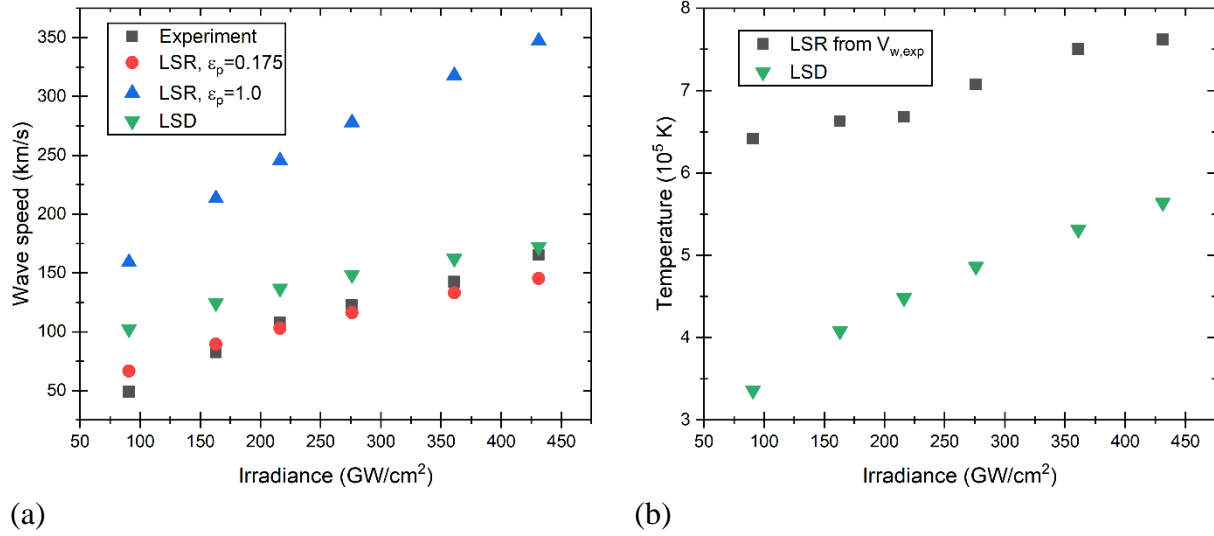 350
300
250
200
150
100
50
Wave speed (km/s)
Experiment
LSR, εp=0.175
LSR, εp=1.0
LSD
50 100 150 200 250 300 350 400 450
Irradiance (GW/cm²)
(a)
8
7
6
5
4
3
Temperature (10⁵ K)
LSR from Vw,exp
LSD
50 100 150 200 250 300 350 400 450
Irradiance (GW/cm²)
(b)